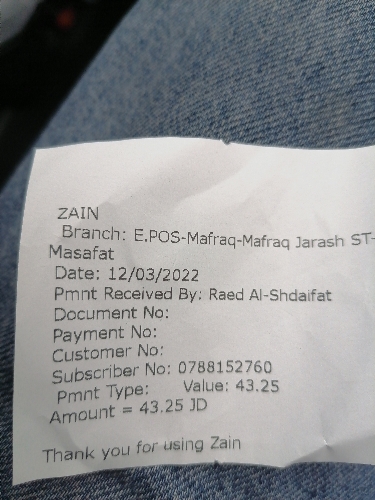 ZAIN
Branch: E.POS-Mafraq-Mafraq Jarash ST-
Masafat
Date: 12/03/2022
Pmnt Received By: Raed Al-Shdaifat
Document No:
Payment No:
Customer No:
Subscriber No: 0788152760
Pmnt Type: Value: 43.25
Amount = 43.25 JD
Thank you for using Zain